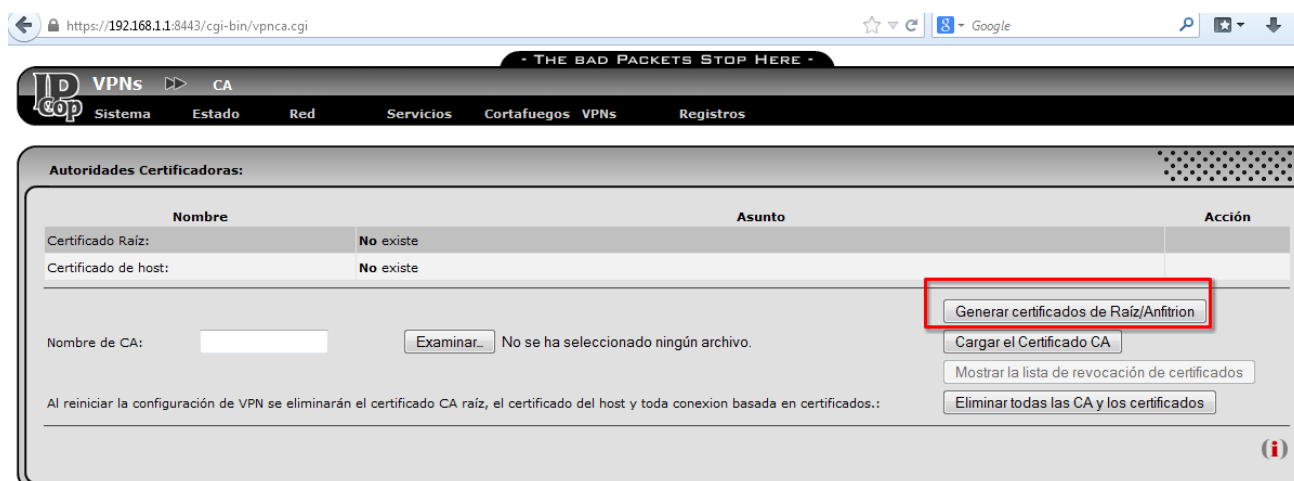 https://192.168.1.1:8443/cgi-bin/vpnca.cgi
Google
- THE BAD PACKETS STOP HERE -
IPCop
VPNs CA
Sistema Estado Red Servicios Cortafuegos VPNs Registros
Autoridades Certificadoras:
Nombre Asunto Acción
Certificado Raíz: No existe
Certificado de host: No existe
Generar certificados de Raíz/Anfitrion
Nombre de CA: Examinar... No se ha seleccionado ningún archivo. Cargar el Certificado CA
Mostrar la lista de revocación de certificados
Al reiniciar la configuración de VPN se eliminarán el certificado CA raíz, el certificado del host y toda conexion basada en certificados.: Eliminar todas las CA y los certificados
(i)